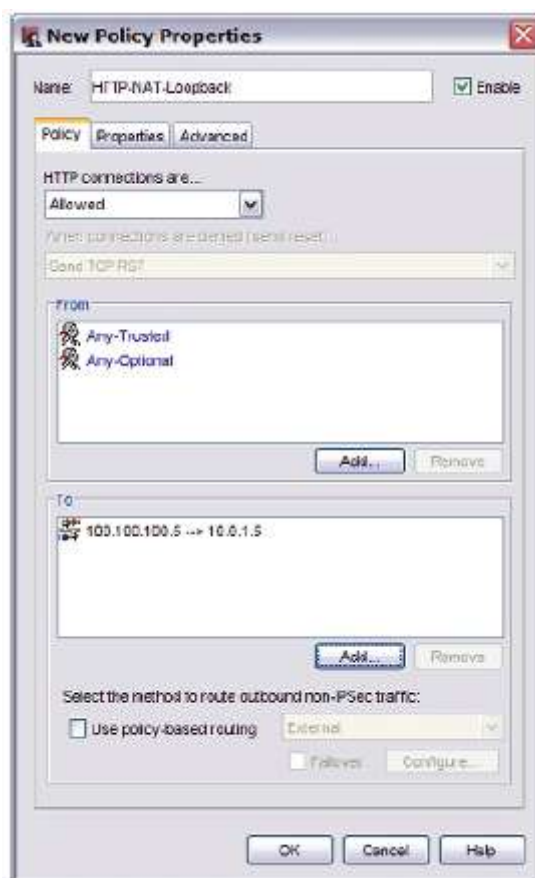 New Policy Properties
Name: HTTP-NAT-Loopback Enable
Policy Properties Advanced
HTTP connections are...
Allowed
When connections are denied (send reset)...
Send TCP RST
From
Any-Trusted
Any-Optional
Add... Remove
To
100.100.100.5 --> 10.0.1.5
Add... Remove
Select the method to route outbound non-IPSec traffic:
Use policy-based routing External
Failover Configure...
OK Cancel Help